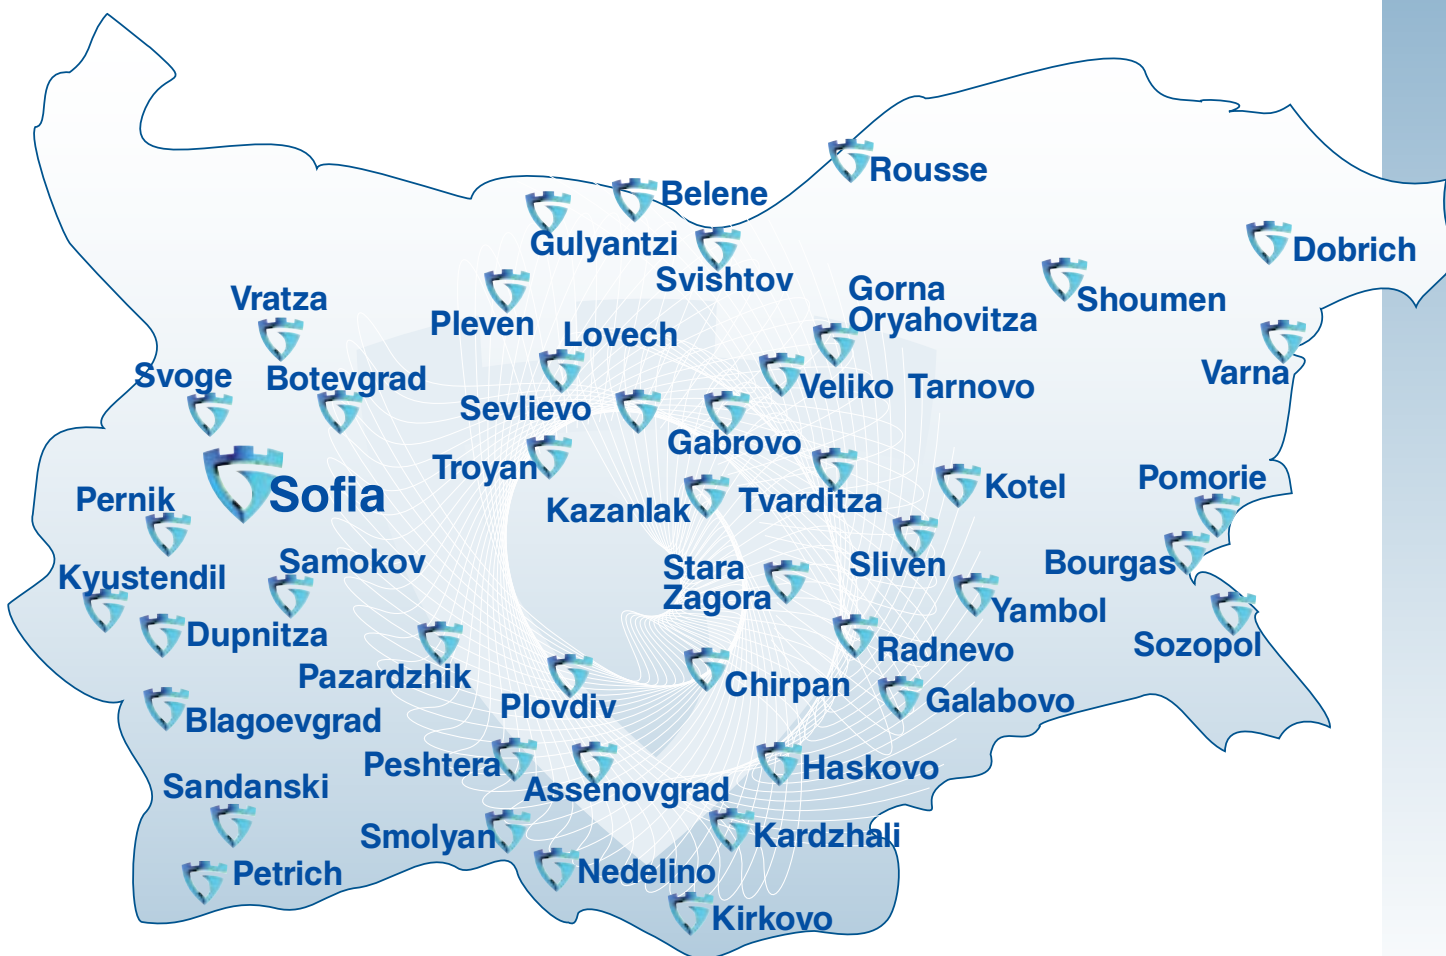 Rousse
Belene
Gulyantzi
Dobrich
Svishtov
Gorna
Oryahovitza
Shoumen
Vratza
Pleven
Lovech
Varna
Svoge
Botevgrad
Veliko Tarnovo
Sevlievo
Gabrovo
Troyan
Pomorie
Kotel
Sofia
Pernik
Kazanlak
Tvarditza
Samokov
Bourgas
Sliven
Stara
Zagora
Kyustendil
Yambol
Dupnitza
Sozopol
Radnevo
Pazardzhik
Chirpan
Galabovo
Plovdiv
Blagoevgrad
Peshtera
Haskovo
Sandanski
Assenovgrad
Smolyan
Kardzhali
Petrich
Nedelino
Kirkovo